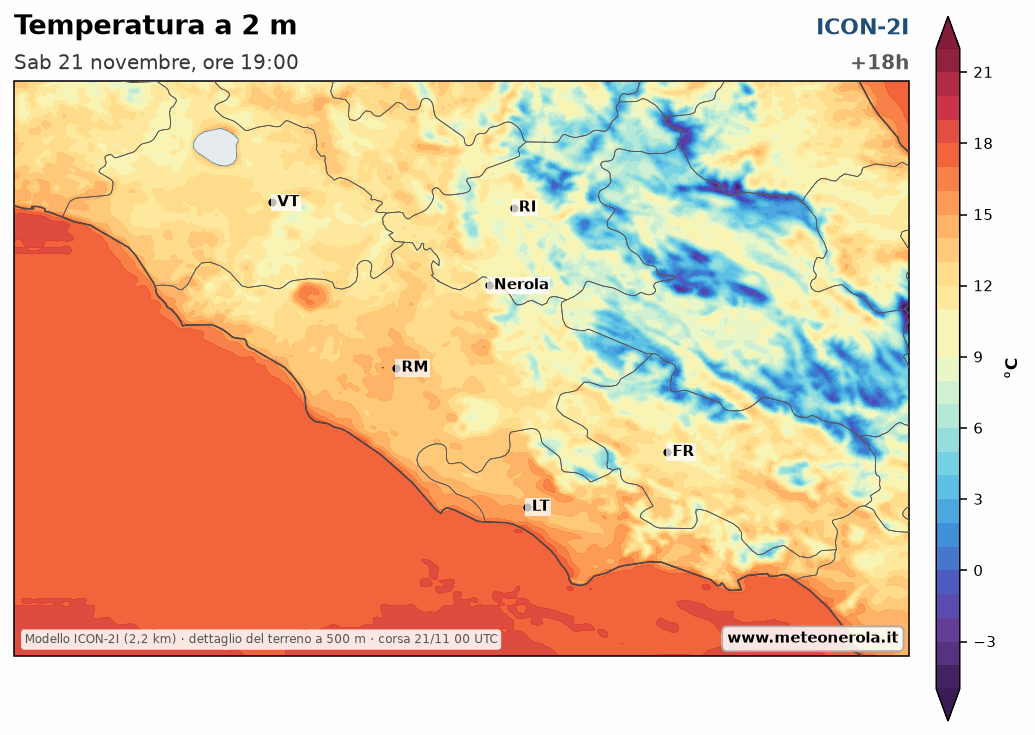 Temperatura a 2 m
ICON-2I
Sab 21 novembre, ore 19:00
+18h
21
18
15
12
9
6
3
0
−3
°C
VT
RI
Nerola
RM
FR
LT
Modello ICON-2I (2,2 km) · dettaglio del terreno a 500 m · corsa 21/11 00 UTC
www.meteonerola.it